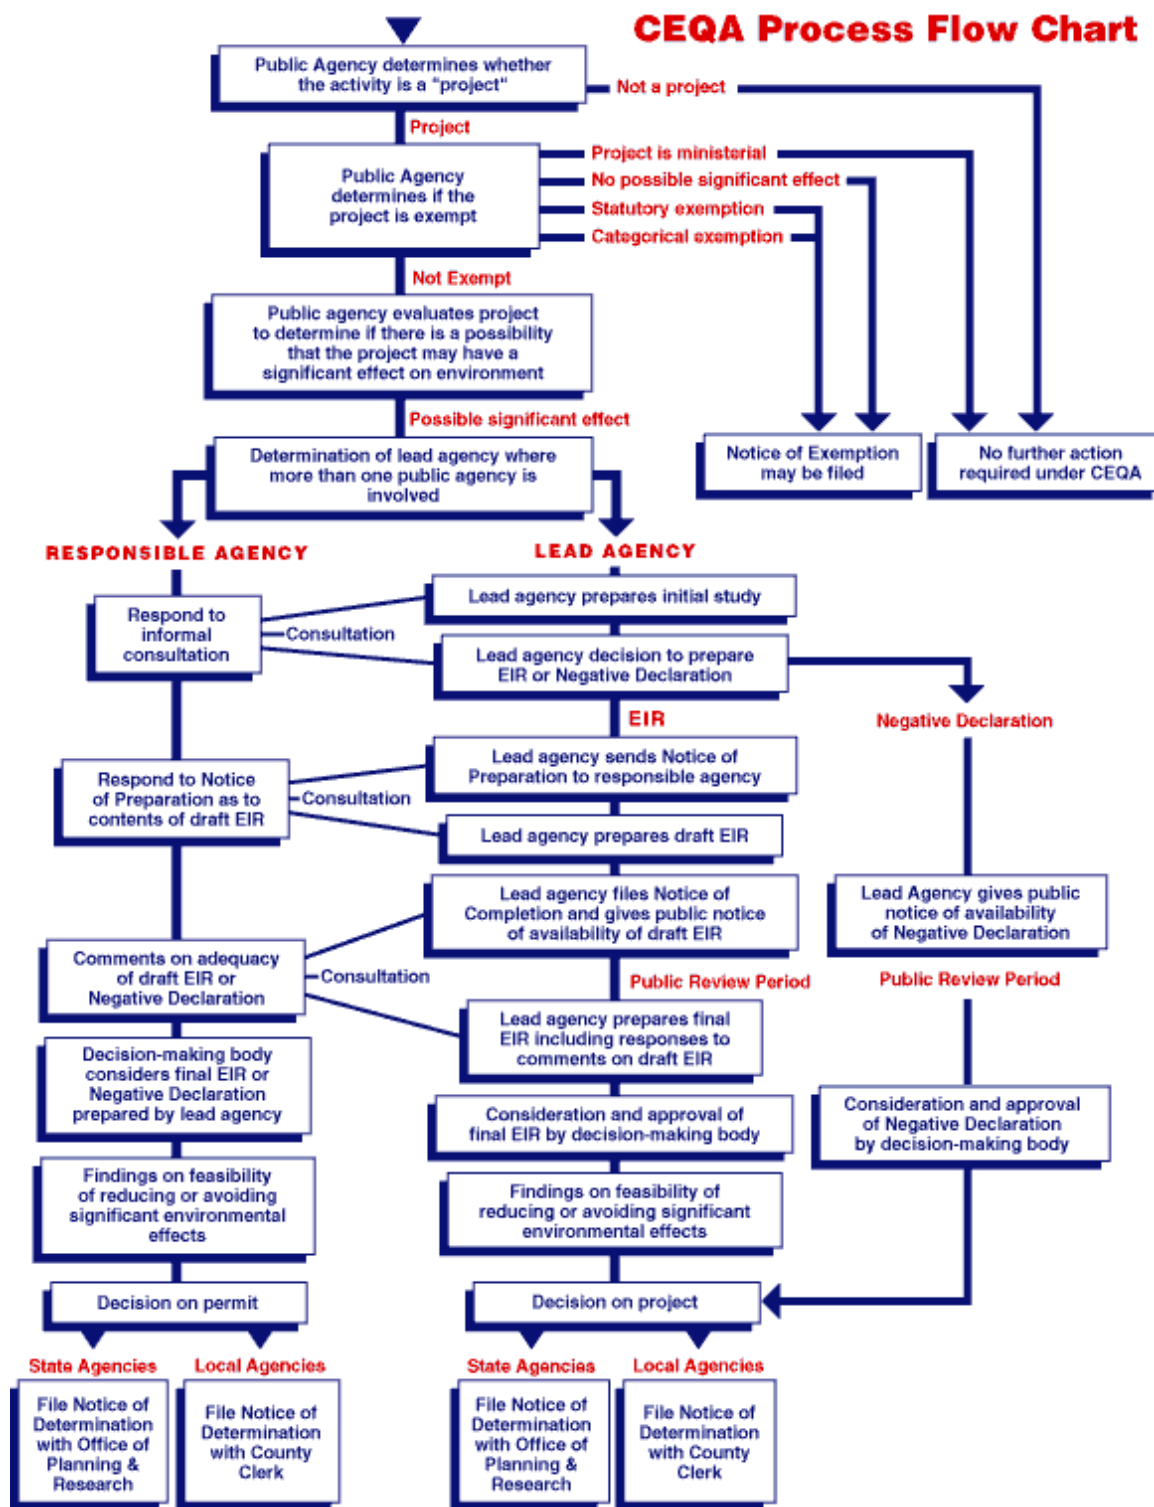 CEQA Process Flow Chart
Public Agency determines whether
the activity is a "project"
Not a project
Project
Public Agency
determines if the
project is exempt
Project is ministerial
No possible significant effect
Statutory exemption
Categorical exemption
Not Exempt
Public agency evaluates project
to determine if there is a possibility
that the project may have a
significant effect on environment
Possible significant effect
Determination of lead agency where
more than one public agency is
involved
Notice of Exemption
may be filed
No further action
required under CEQA
RESPONSIBLE AGENCY
LEAD AGENCY
Respond to
informal
consultation
Consultation
Lead agency prepares initial study
Lead agency decision to prepare
EIR or Negative Declaration
EIR
Negative Declaration
Respond to Notice
of Preparation as to
contents of draft EIR
Consultation
Lead agency sends Notice of
Preparation to responsible agency
Lead agency prepares draft EIR
Lead agency files Notice of
Completion and gives public notice
of availability of draft EIR
Lead Agency gives public
notice of availability
of Negative Declaration
Comments on adequacy
of draft EIR or
Negative Declaration
Consultation
Public Review Period
Public Review Period
Lead agency prepares final
EIR including responses to
comments on draft EIR
Decision-making body
considers final EIR or
Negative Declaration
prepared by lead agency
Consideration and approval of
final EIR by decision-making body
Consideration and approval
of Negative Declaration
by decision-making body
Findings on feasibility
of reducing or avoiding
significant environmental
effects
Findings on feasibility of
reducing or avoiding significant
environmental effects
Decision on permit
Decision on project
State Agencies
Local Agencies
State Agencies
Local Agencies
File Notice of
Determination
with Office of
Planning &
Research
File Notice of
Determination
with County
Clerk
File Notice of
Determination
with Office of
Planning &
Research
File Notice of
Determination
with County
Clerk